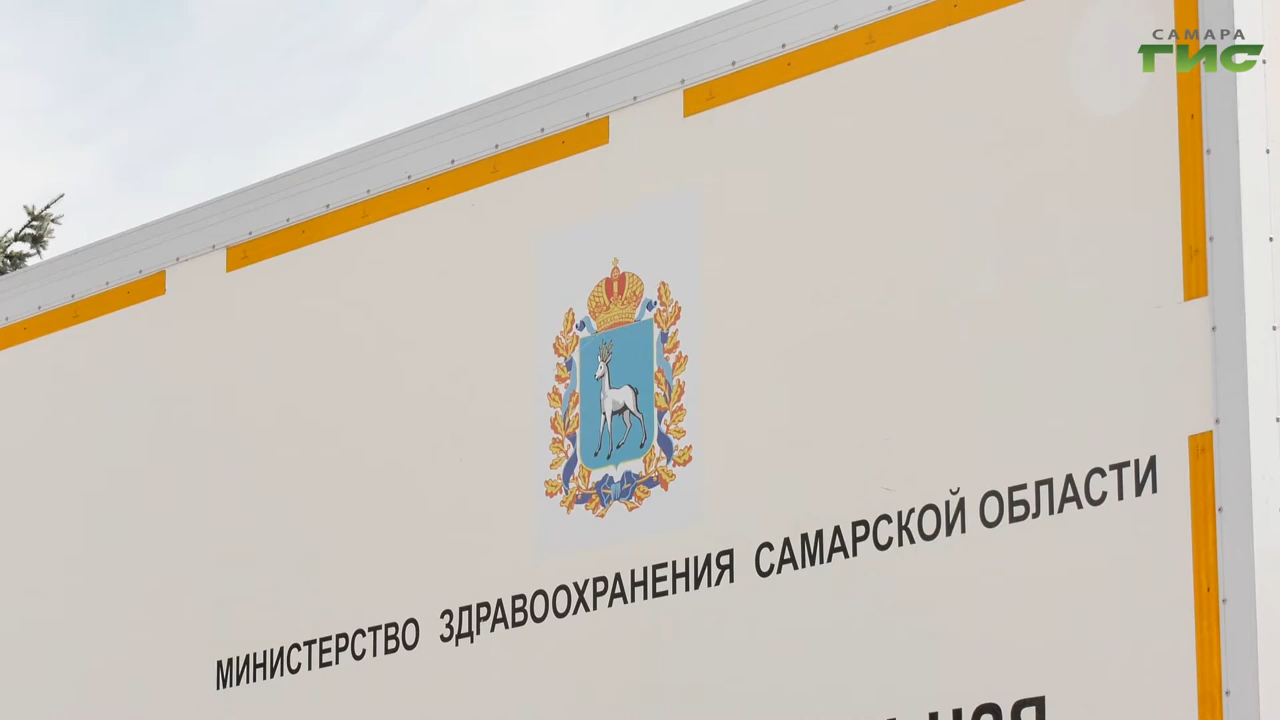 САМАРА
ГИС
МИНИСТЕРСТВО ЗДРАВООХРАНЕНИЯ САМАРСКОЙ ОБЛАСТИ